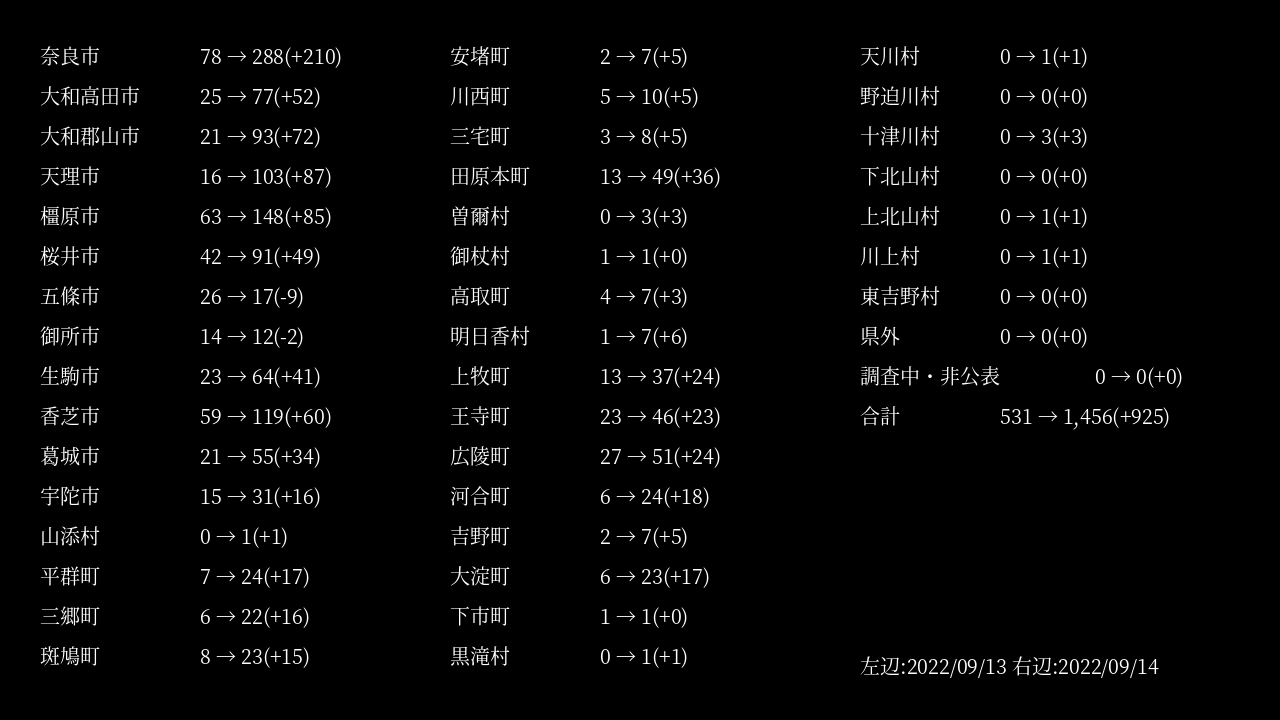 奈良市 78 → 288(+210)
大和高田市 25 → 77(+52)
大和郡山市 21 → 93(+72)
天理市 16 → 103(+87)
橿原市 63 → 148(+85)
桜井市 42 → 91(+49)
五條市 26 → 17(-9)
御所市 14 → 12(-2)
生駒市 23 → 64(+41)
香芝市 59 → 119(+60)
葛城市 21 → 55(+34)
宇陀市 15 → 31(+16)
山添村 0 → 1(+1)
平群町 7 → 24(+17)
三郷町 6 → 22(+16)
斑鳩町 8 → 23(+15)
安堵町 2 → 7(+5)
川西町 5 → 10(+5)
三宅町 3 → 8(+5)
田原本町 13 → 49(+36)
曽爾村 0 → 3(+3)
御杖村 1 → 1(+0)
高取町 4 → 7(+3)
明日香村 1 → 7(+6)
上牧町 13 → 37(+24)
王寺町 23 → 46(+23)
広陵町 27 → 51(+24)
河合町 6 → 24(+18)
吉野町 2 → 7(+5)
大淀町 6 → 23(+17)
下市町 1 → 1(+0)
黒滝村 0 → 1(+1)
天川村 0 → 1(+1)
野迫川村 0 → 0(+0)
十津川村 0 → 3(+3)
下北山村 0 → 0(+0)
上北山村 0 → 1(+1)
川上村 0 → 1(+1)
東吉野村 0 → 0(+0)
県外 0 → 0(+0)
調査中・非公表 0 → 0(+0)
合計 531 → 1,456(+925)
左辺:2022/09/13 右辺:2022/09/14